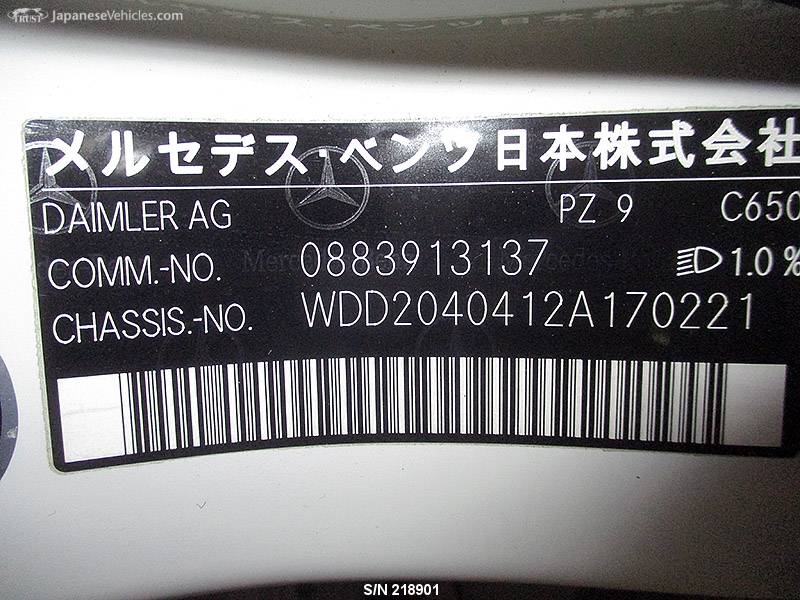 TRUST JapaneseVehicles.com
メルセデス・ベンツ日本株式会社
DAIMLER AG PZ 9 C650
COMM.-NO. 0883913137 1.0 %
CHASSIS.-NO. WDD2040412A170221
S/N 218901